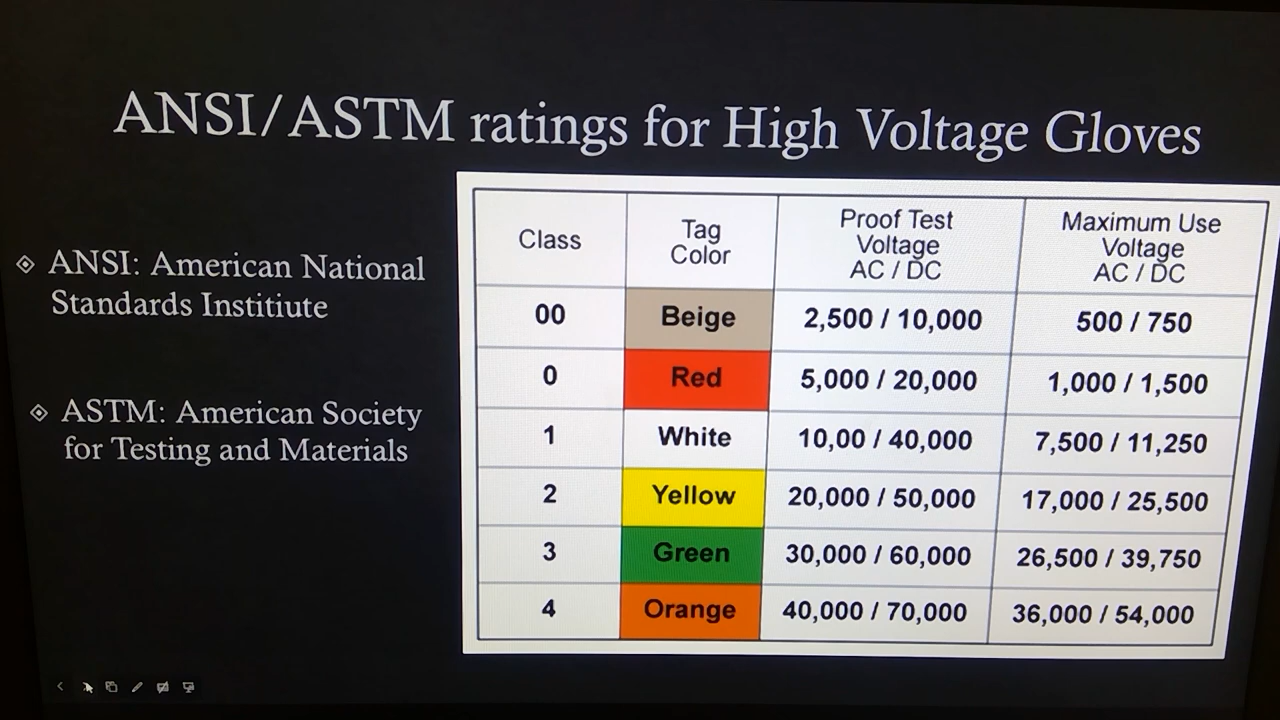 ANSI/ASTM ratings for High Voltage Gloves
ANSI: American National
Standards Institiute
ASTM: American Society
for Testing and Materials
Class
Tag
Color
Proof Test
Voltage
AC / DC
Maximum Use
Voltage
AC / DC
00 Beige 2,500 / 10,000 500 / 750
0 Red 5,000 / 20,000 1,000 / 1,500
1 White 10,00 / 40,000 7,500 / 11,250
2 Yellow 20,000 / 50,000 17,000 / 25,500
3 Green 30,000 / 60,000 26,500 / 39,750
4 Orange 40,000 / 70,000 36,000 / 54,000